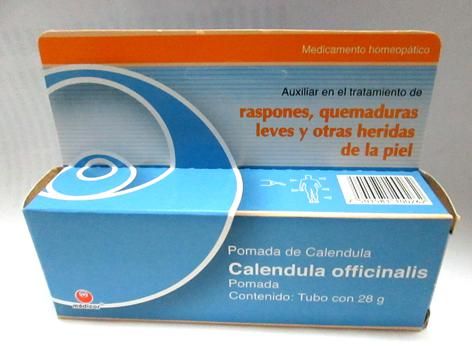 Medicamento homeopático
Auxiliar en el tratamiento de
raspones, quemaduras
leves y otras heridas
de la piel
Pomada de Calendula
Calendula officinalis
Pomada
Contenido: Tubo con 28 g
médicor